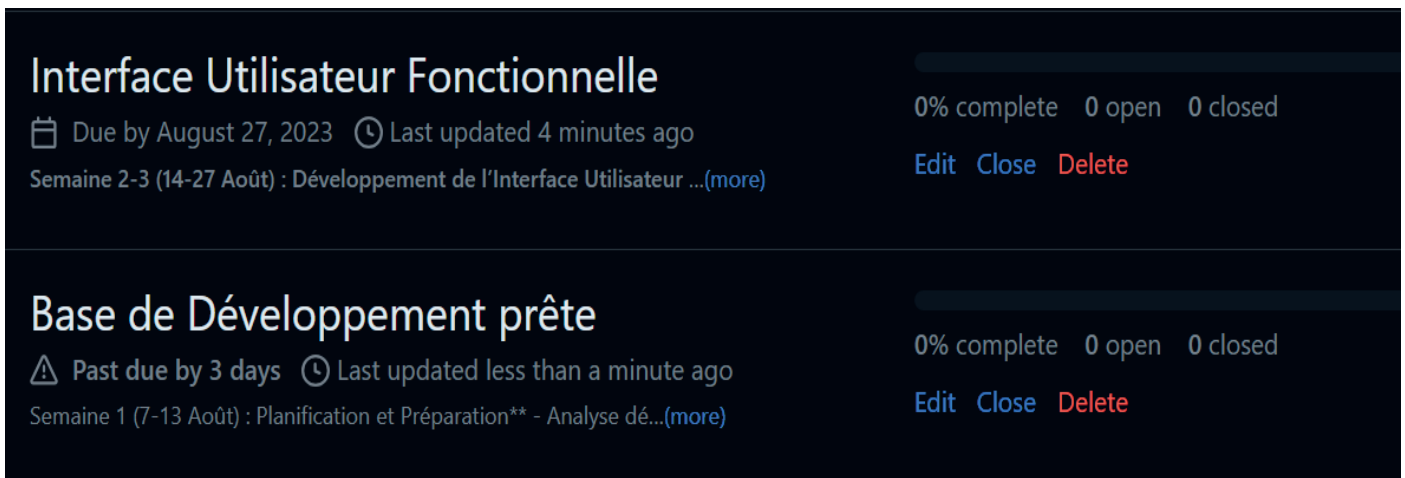 Interface Utilisateur Fonctionnelle
Due by August 27, 2023 Last updated 4 minutes ago
Semaine 2-3 (14-27 Août) : Développement de l’Interface Utilisateur ...(more)
0% complete 0 open 0 closed
Edit Close Delete
Base de Développement prête
Past due by 3 days Last updated less than a minute ago
Semaine 1 (7-13 Août) : Planification et Préparation** - Analyse dé...(more)
0% complete 0 open 0 closed
Edit Close Delete